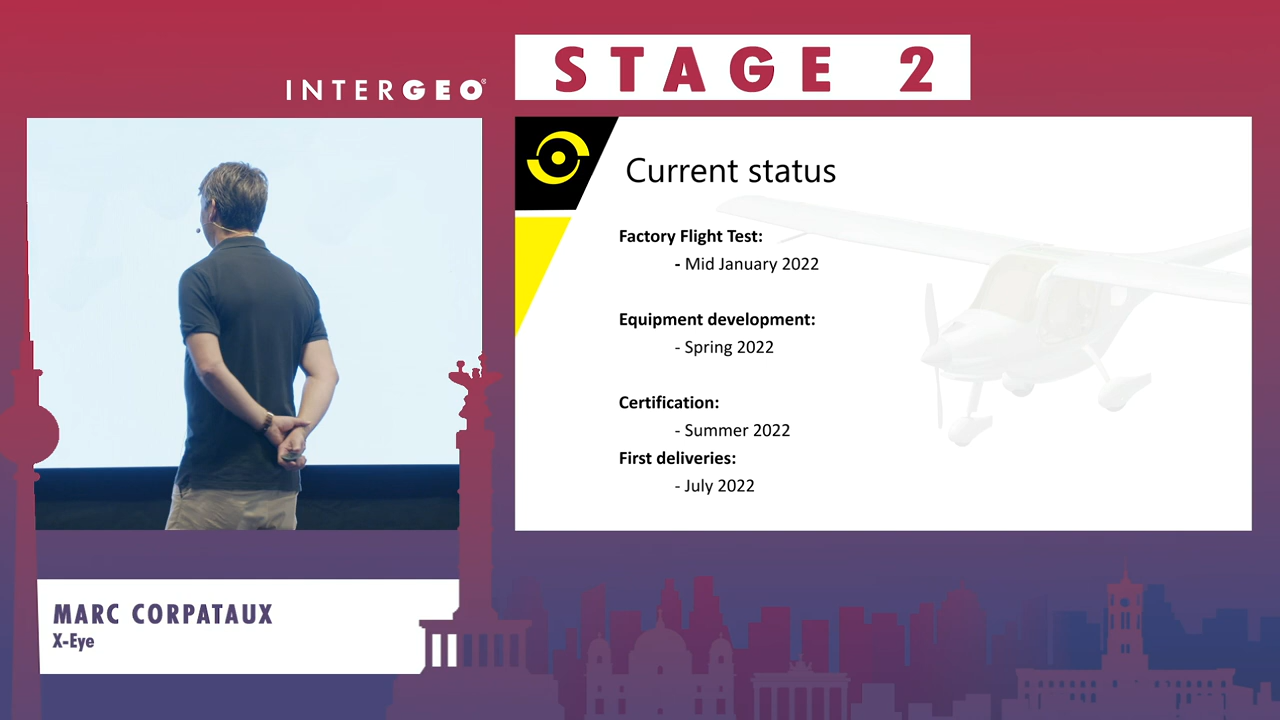 INTERGEO®
STAGE 2
Current status
Factory Flight Test:
- Mid January 2022
Equipment development:
- Spring 2022
Certification:
- Summer 2022
First deliveries:
- July 2022
MARC CORPATAUX
X-Eye